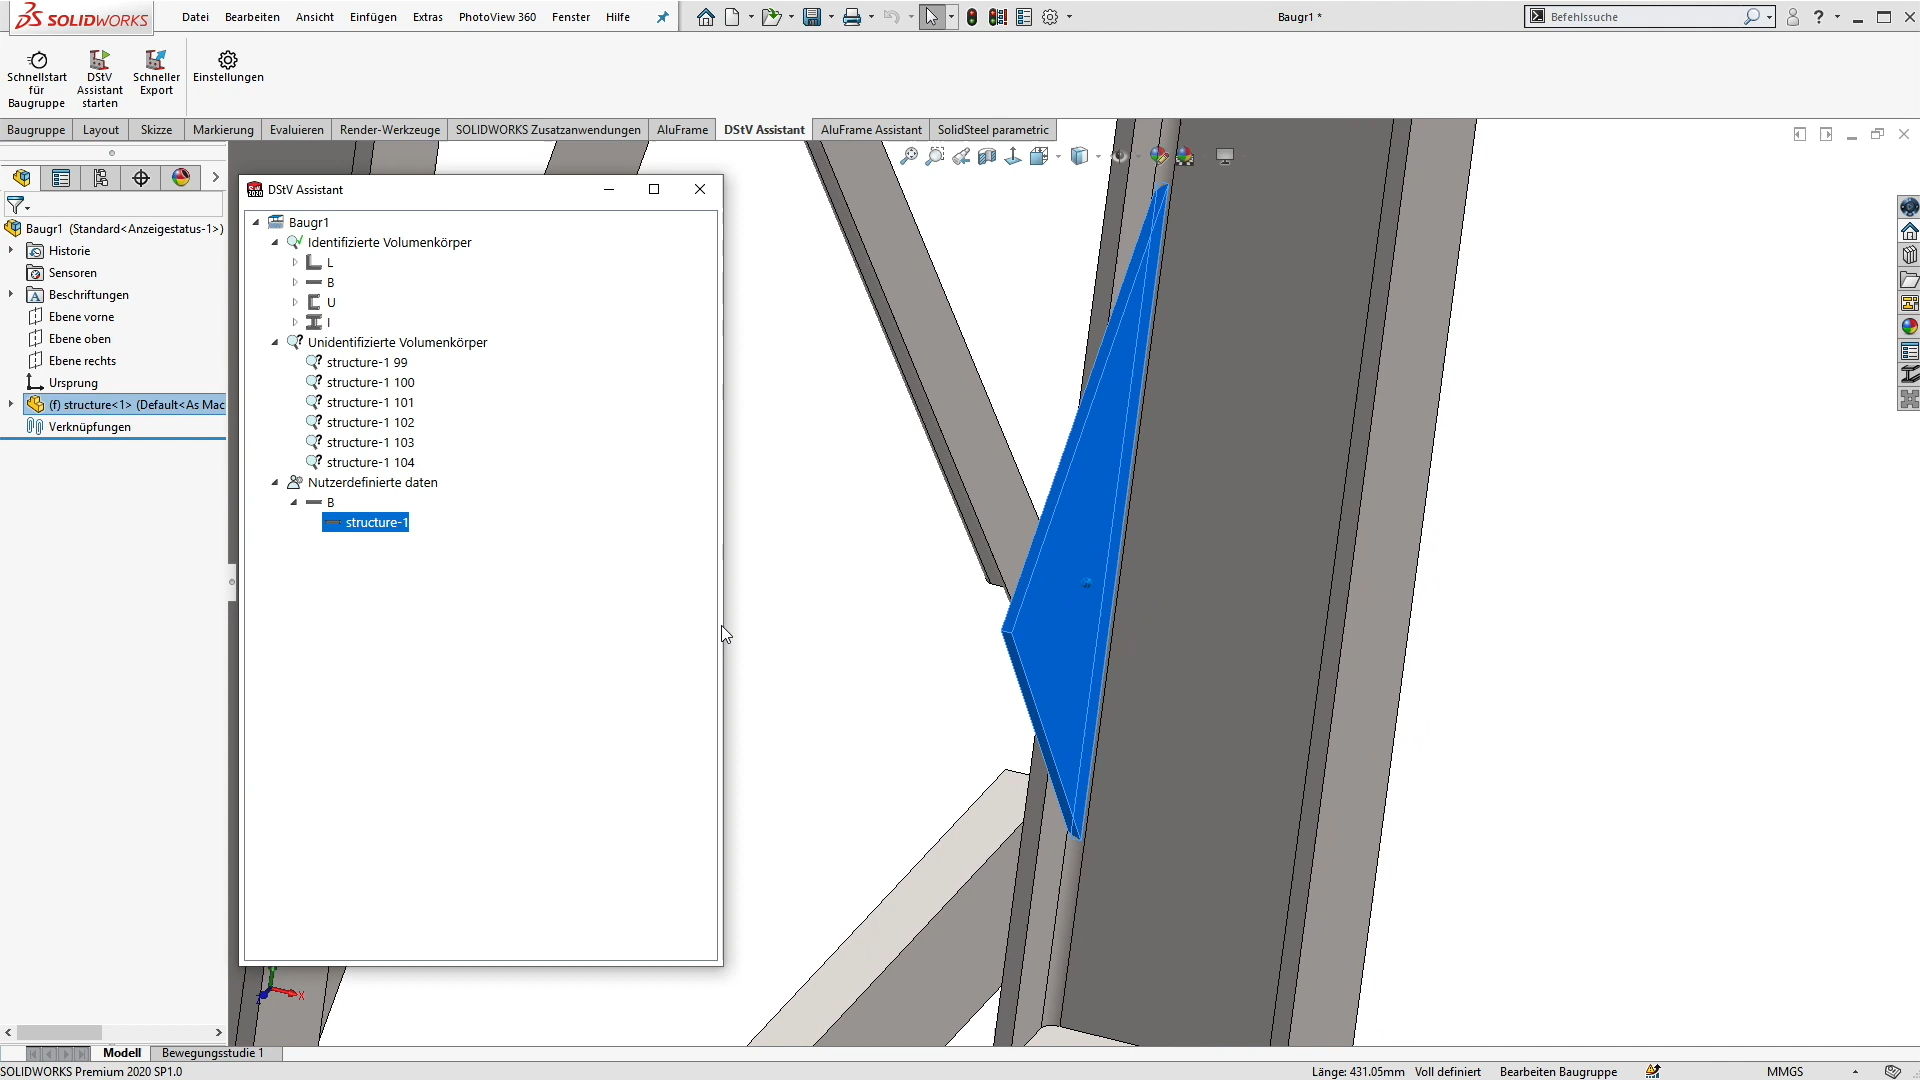 SOLIDWORKS
Datei Bearbeiten Ansicht Einfügen Extras PhotoView 360 Fenster Hilfe
Baugr1 *
Befehlssuche
Schnellstart für Baugruppe
DStV Assistant starten
Schneller Export
Einstellungen
Baugruppe Layout Skizze Markierung Evaluieren Render-Werkzeuge SOLIDWORKS Zusatzanwendungen AluFrame DStV Assistant AluFrame Assistant SolidSteel parametric
Baugr1 (Standard<Anzeigestatus-1>)
Historie
Sensoren
Beschriftungen
Ebene vorne
Ebene oben
Ebene rechts
Ursprung
(f) structure<1> (Default<As Mac
Verknüpfungen
DStV Assistant
Baugr1
Identifizierte Volumenkörper
L
B
U
I
Unidentifizierte Volumenkörper
structure-1 99
structure-1 100
structure-1 101
structure-1 102
structure-1 103
structure-1 104
Nutzerdefinierte daten
B
structure-1
X
Modell Bewegungsstudie 1
SOLIDWORKS Premium 2020 SP1.0
Länge: 431.05mm Voll definiert Bearbeiten Baugruppe MMGS